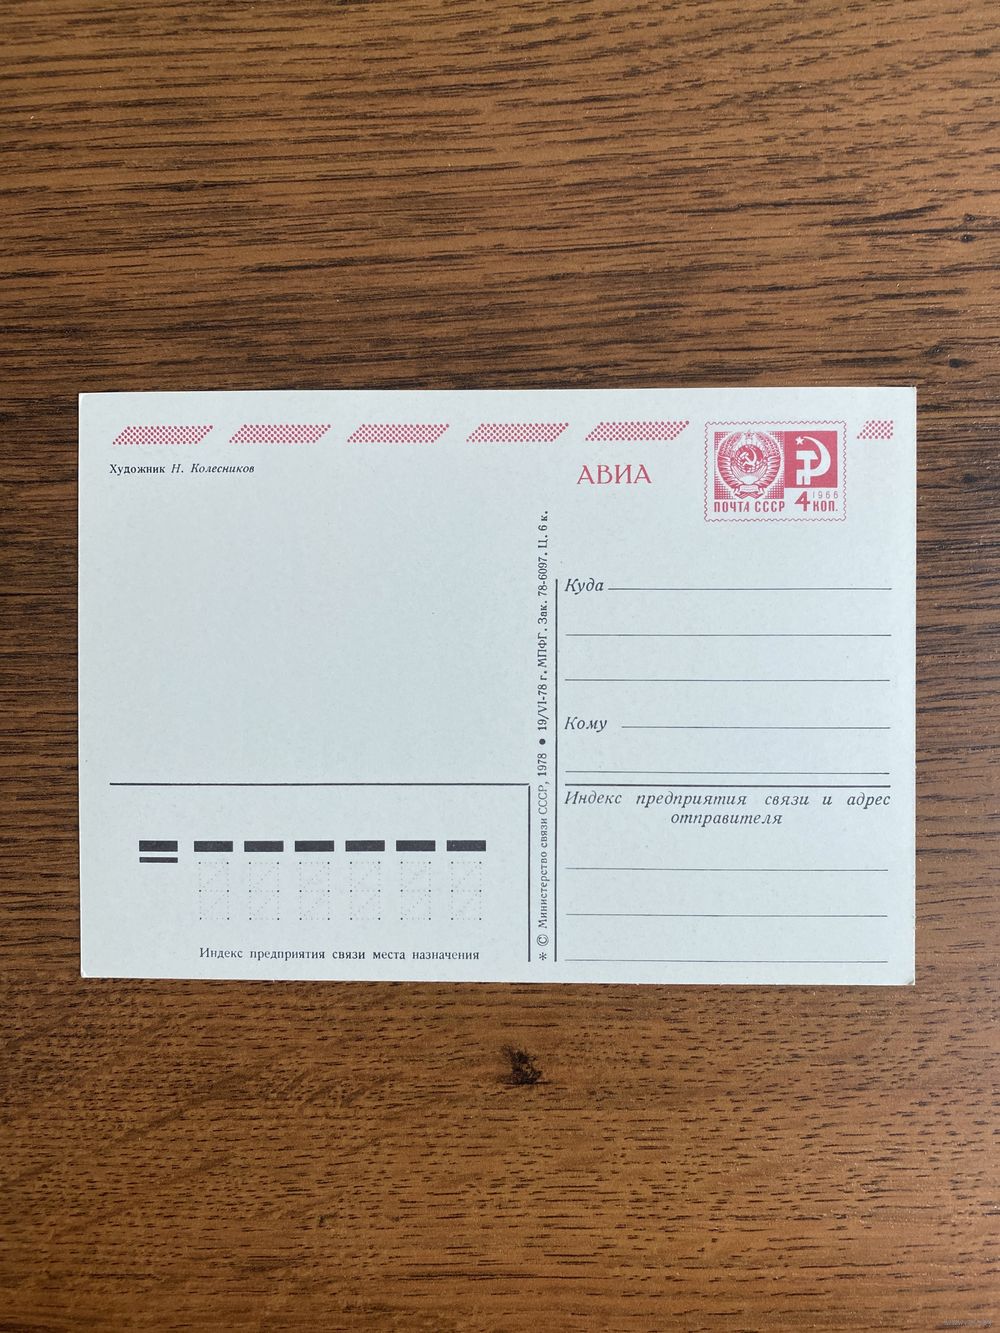 Художник Н. Колесников
АВИА
1966
ПОЧТА СССР 4 КОП.
Куда
Кому
Индекс предприятия связи и адрес
отправителя
* © Министерство связи СССР, 1978 ● 19/VI-78 г. МПФГ. Зак. 78-6097. Ц. 6 к.
Индекс предприятия связи места назначения